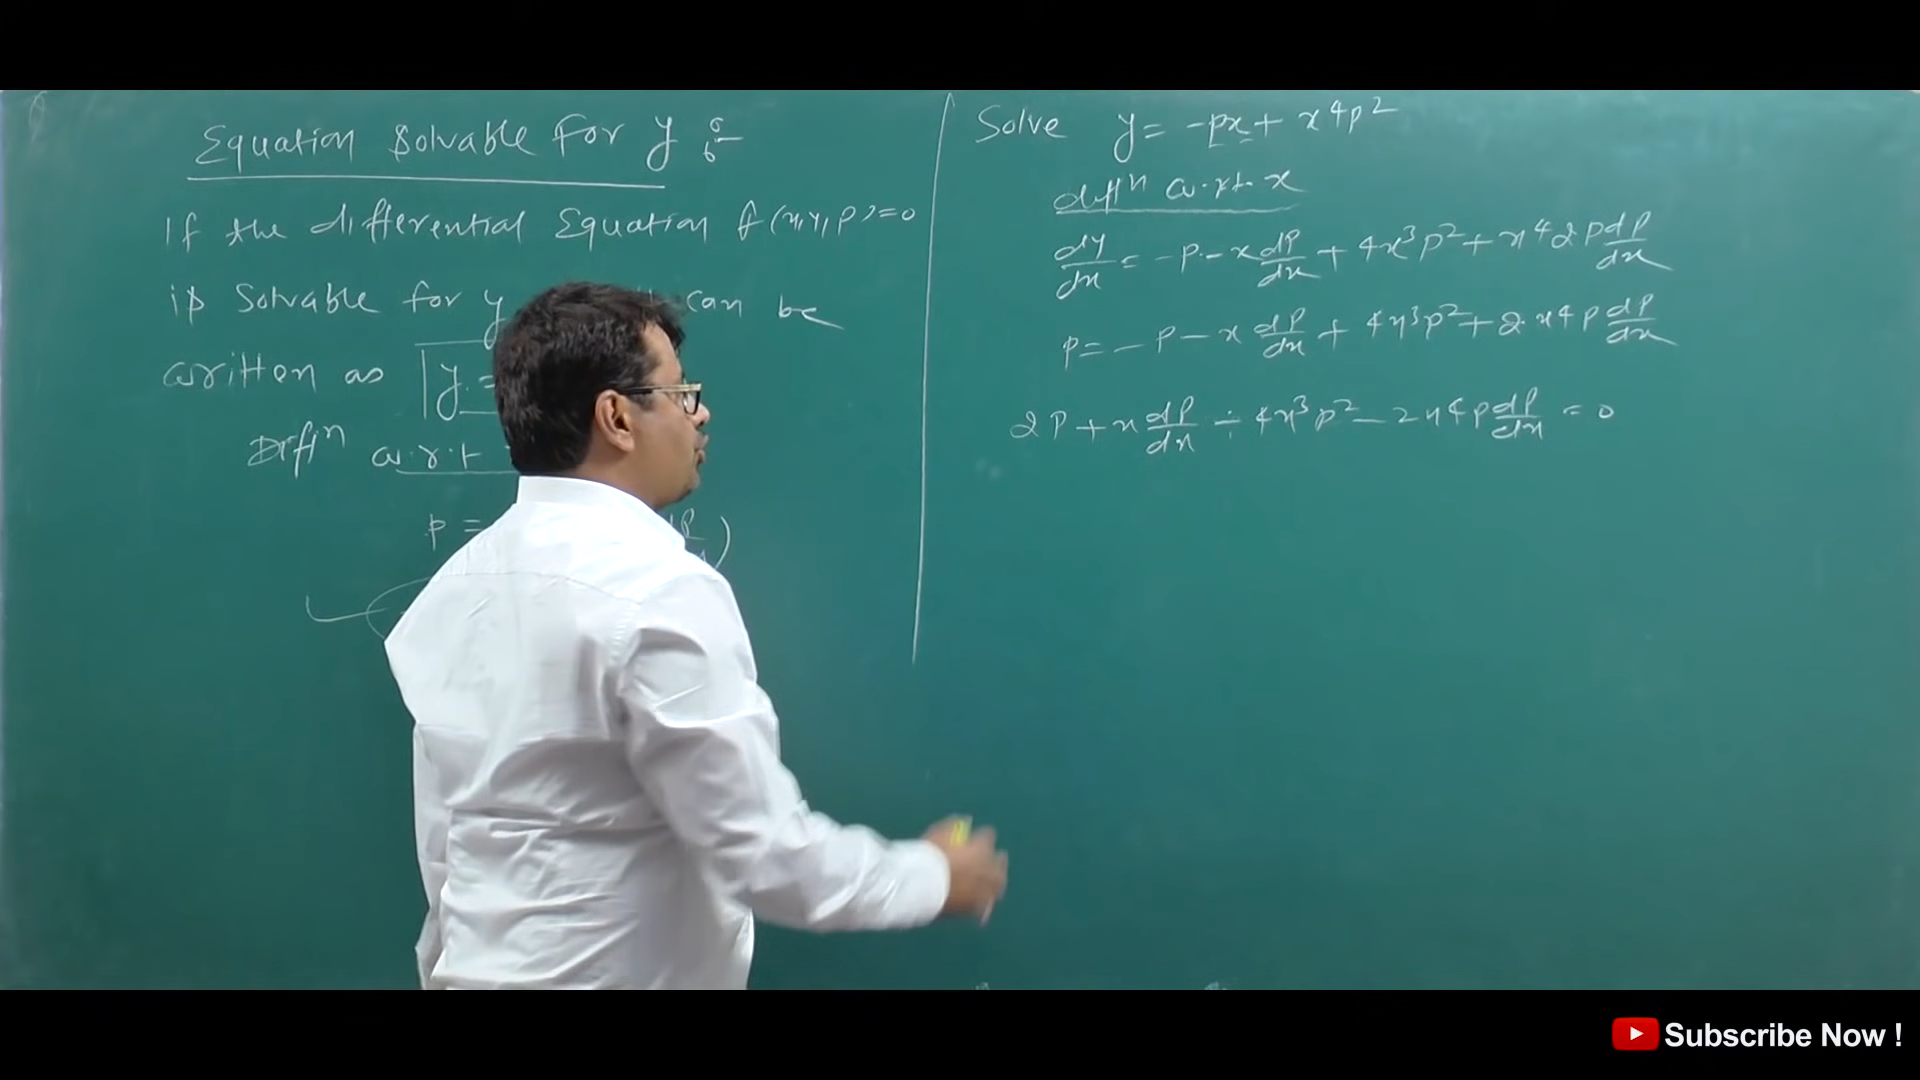 Equation Solvable for y :-
If the differential Equation f(x,y,p)=0
is Solvable for y can be
written as y =
Diffn w.r.t
p =
Solve y = -px + x⁴p²
diffn w.r.t. x
dy/dx = -p - x dp/dx + 4x³p² + x⁴2p dp/dx
p = -p - x dp/dx + 4x³p² + 2·x⁴p dp/dx
2p + x dp/dx - 4x³p² - 2x⁴p dp/dx = 0
Subscribe Now !